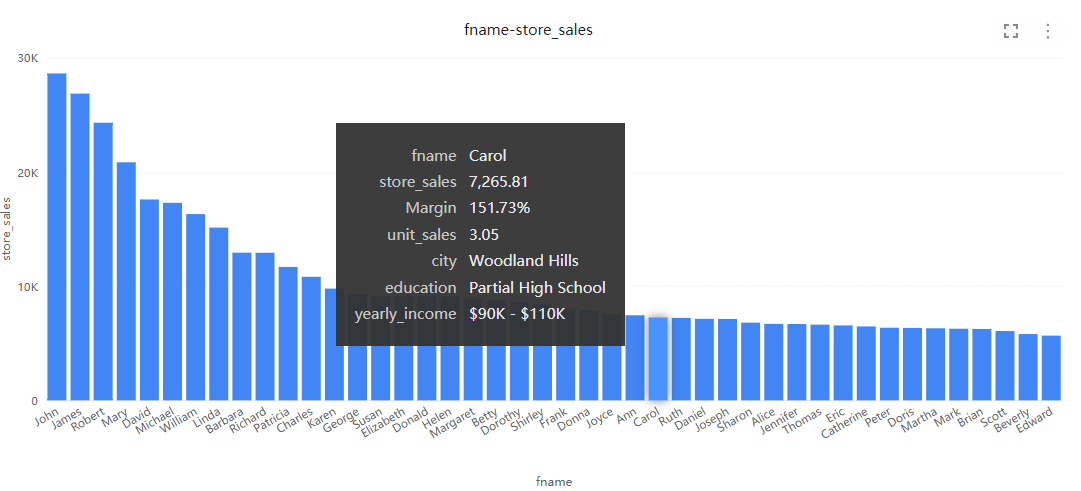 fname-store_sales
30K
20K
10K
0
store_sales
fname Carol
store_sales 7,265.81
Margin 151.73%
unit_sales 3.05
city Woodland Hills
education Partial High School
yearly_income $90K - $110K
John James Robert Mary David Michael William Linda Barbara Richard Patricia Charles Karen George Susan Elizabeth Donald Helen Margaret Betty Dorothy Shirley Frank Donna Joyce Ann Carol Ruth Daniel Joseph Sharon Alice Jennifer Thomas Eric Catherine Peter Doris Martha Mark Brian Scott Beverly Edward
fname